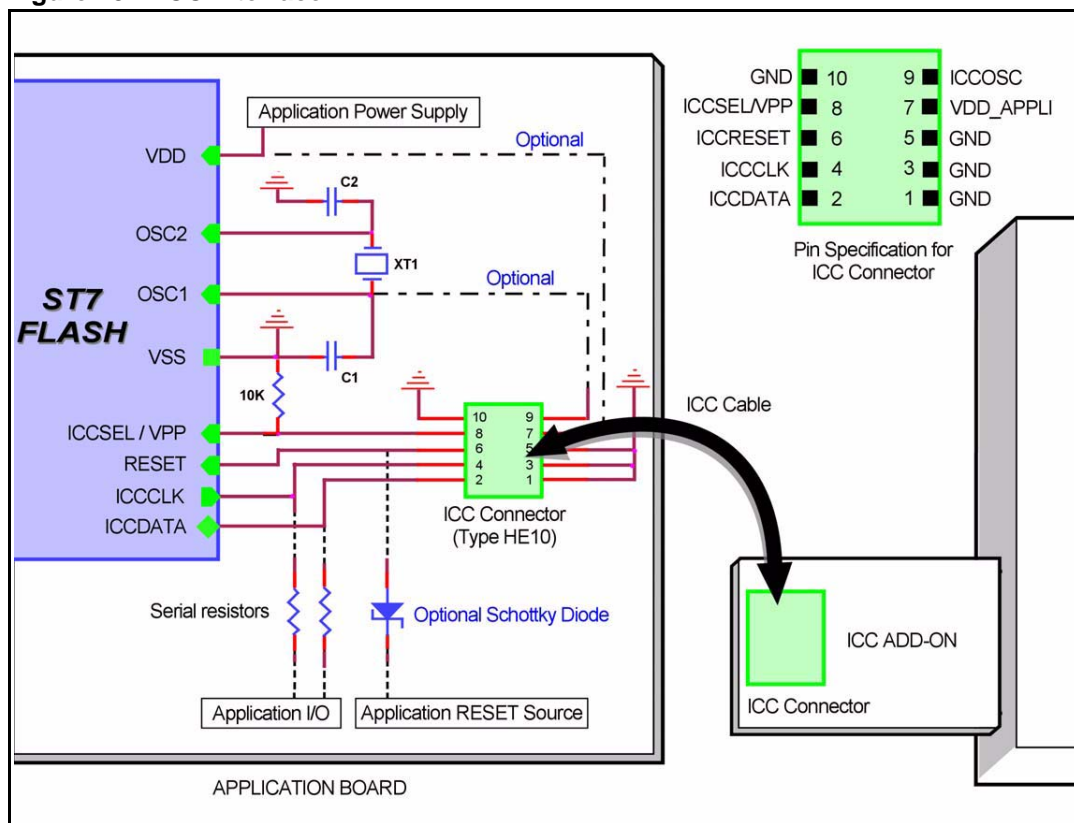 Application Power Supply
VDD
Optional
C2
OSC2
XT1
OSC1
Optional
ST7
FLASH
VSS
C1
10K
ICCSEL / VPP
RESET
ICCCLK
ICCDATA
10 9
8 7
6 5
4 3
2 1
ICC Connector
(Type HE10)
Serial resistors
Optional Schottky Diode
Application I/O
Application RESET Source
APPLICATION BOARD
GND 10 9 ICCOSC
ICCSEL/VPP 8 7 VDD_APPLI
ICCRESET 6 5 GND
ICCCLK 4 3 GND
ICCDATA 2 1 GND
Pin Specification for
ICC Connector
ICC Cable
ICC ADD-ON
ICC Connector